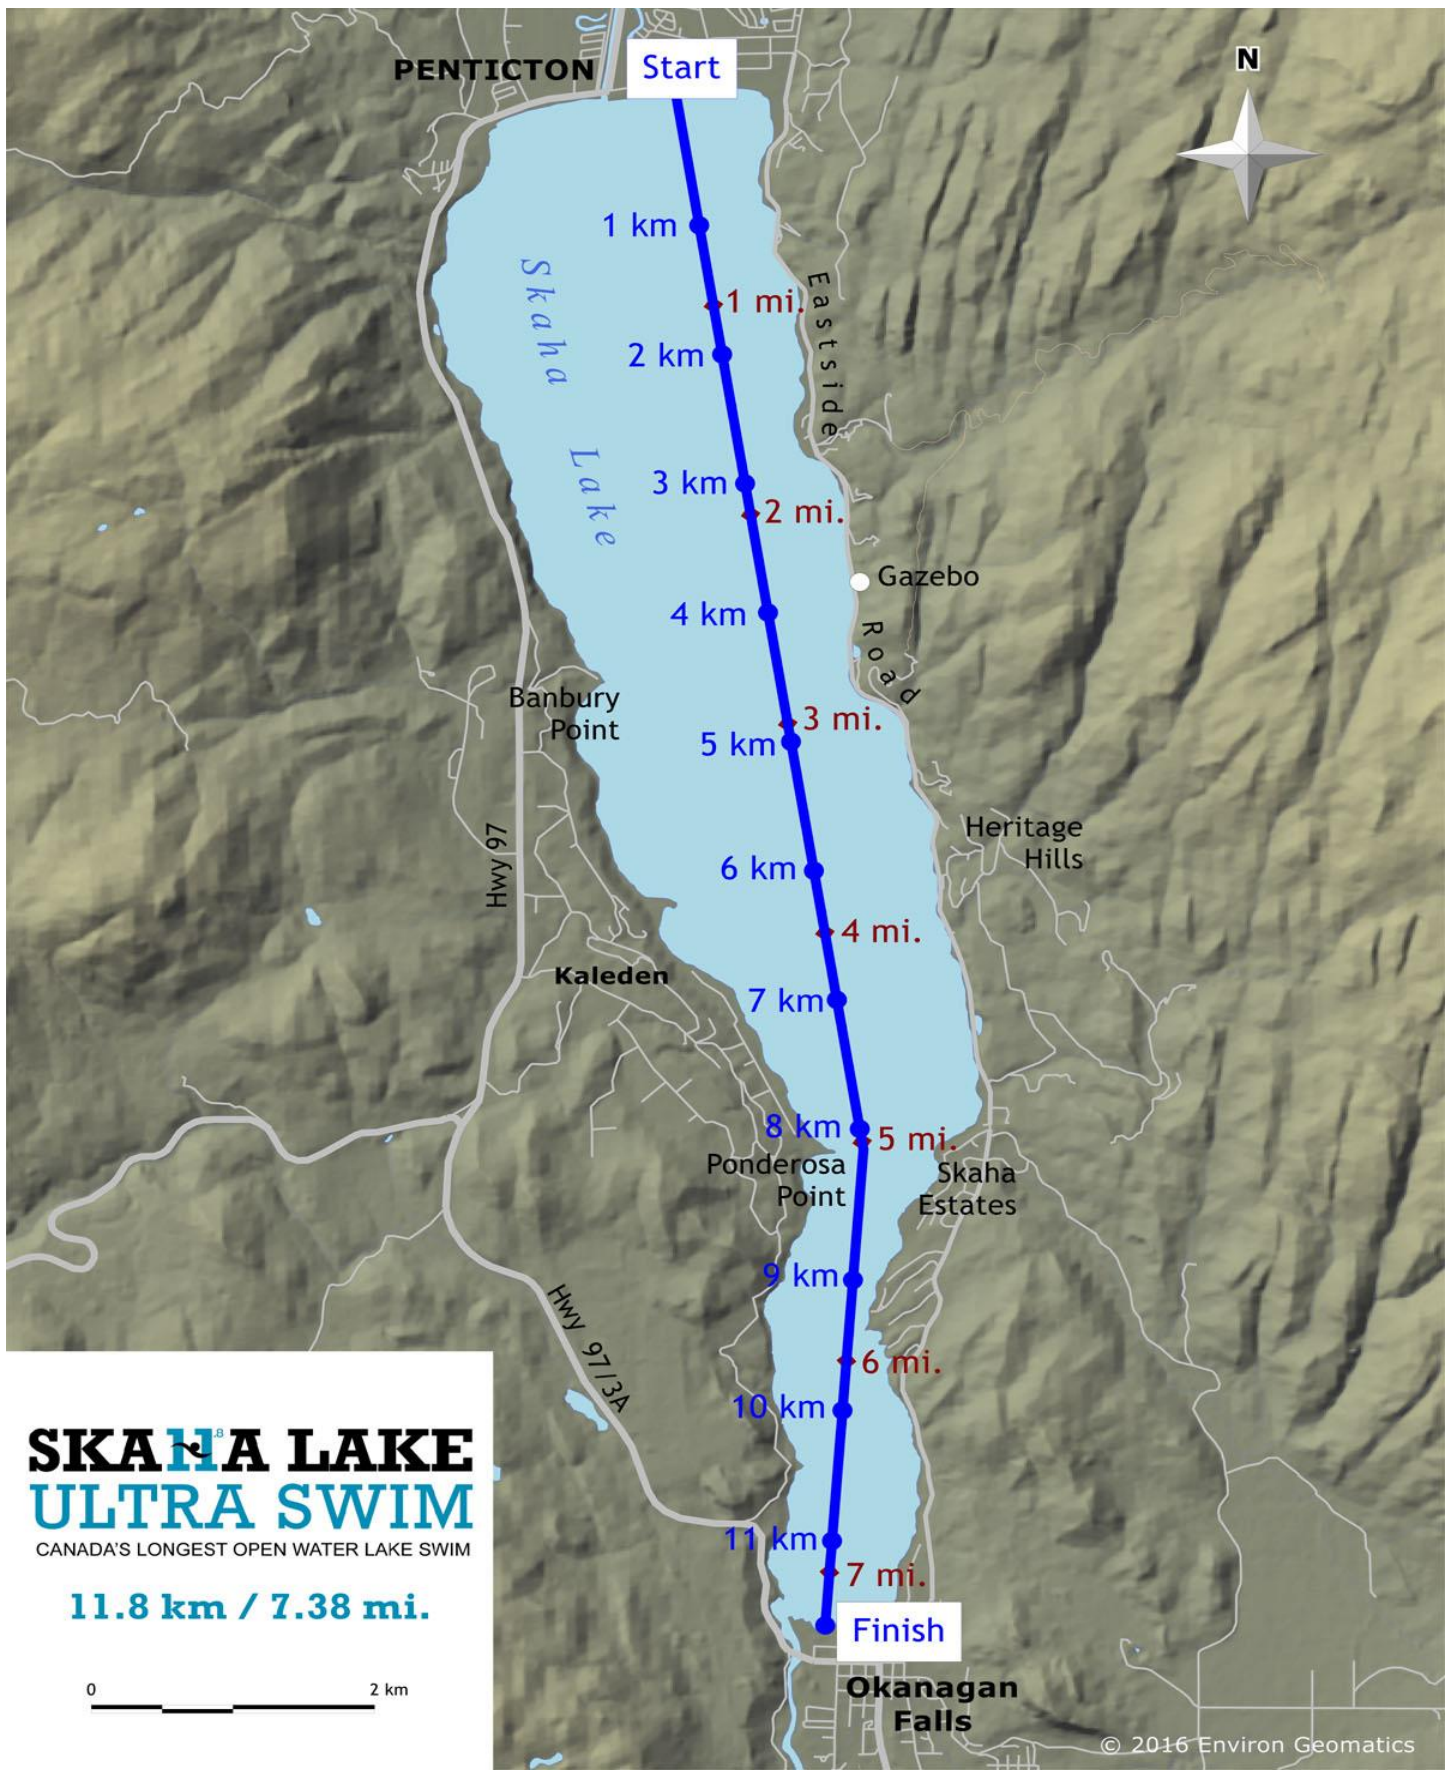 PENTICTON
Start
N
1 km
Skaha
Lake
1 mi.
Eastside
2 km
3 km
2 mi.
Gazebo
4 km
Road
Banbury
Point
3 mi.
5 km
Hwy 97
Heritage
Hills
6 km
4 mi.
Kaleden
7 km
8 km
5 mi.
Ponderosa
Point
Skaha
Estates
9 km
Hwy 97/3A
6 mi.
10 km
11 km
7 mi.
Finish
Okanagan
Falls
SKA11.8A LAKE
ULTRA SWIM
CANADA'S LONGEST OPEN WATER LAKE SWIM
11.8 km / 7.38 mi.
0 2 km
© 2016 Environ Geomatics